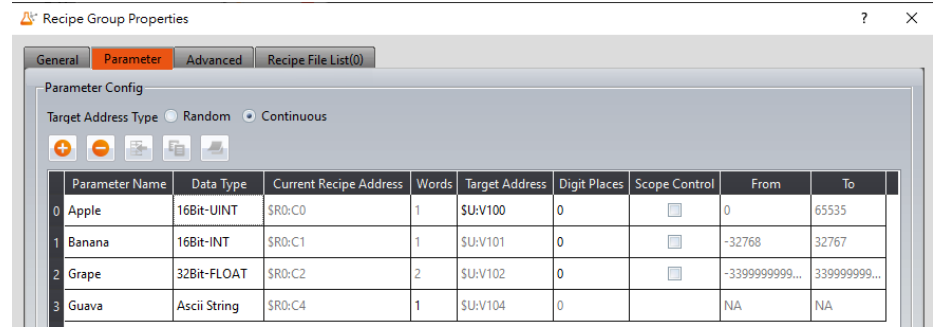 Recipe Group Properties ? X
General Parameter Advanced Recipe File List(0)
Parameter Config
Target Address Type Random Continuous
Parameter Name Data Type Current Recipe Address Words Target Address Digit Places Scope Control From To
0 Apple 16Bit-UINT $R0:C0 1 $U:V100 0 0 65535
1 Banana 16Bit-INT $R0:C1 1 $U:V101 0 -32768 32767
2 Grape 32Bit-FLOAT $R0:C2 2 $U:V102 0 -3399999999... 339999999...
3 Guava Ascii String $R0:C4 1 $U:V104 0 NA NA